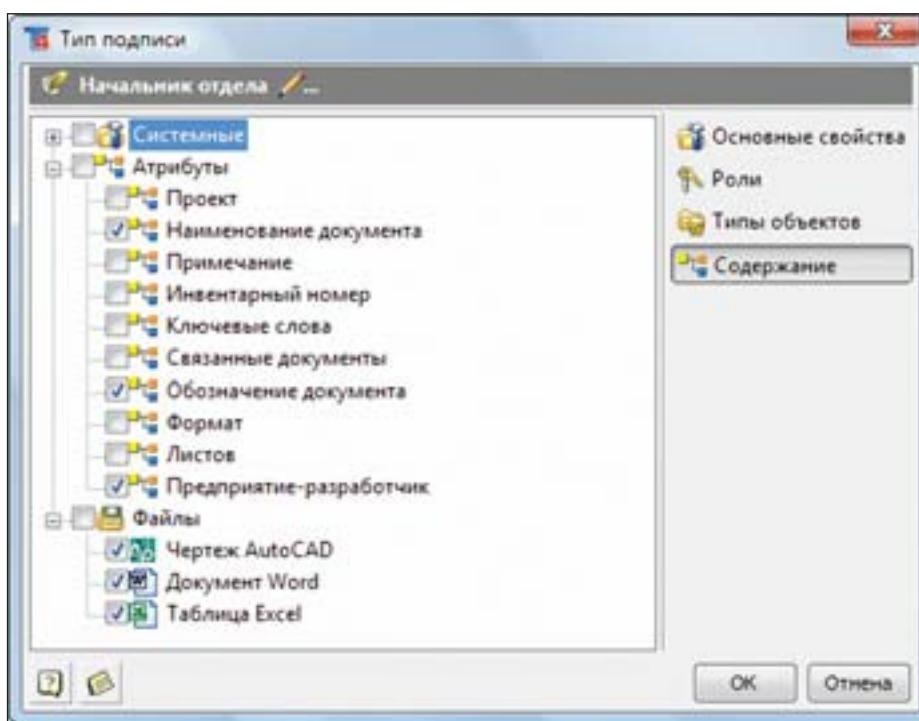 Тип подписи
Начальник отдела ...
Системные
Атрибуты
Проект
Наименование документа
Примечание
Инвентарный номер
Ключевые слова
Связанные документы
Обозначение документа
Формат
Листов
Предприятие-разработчик
Файлы
Чертеж AutoCAD
Документ Word
Таблица Excel
Основные свойства
Роли
Типы объектов
Содержание
OK
Отмена